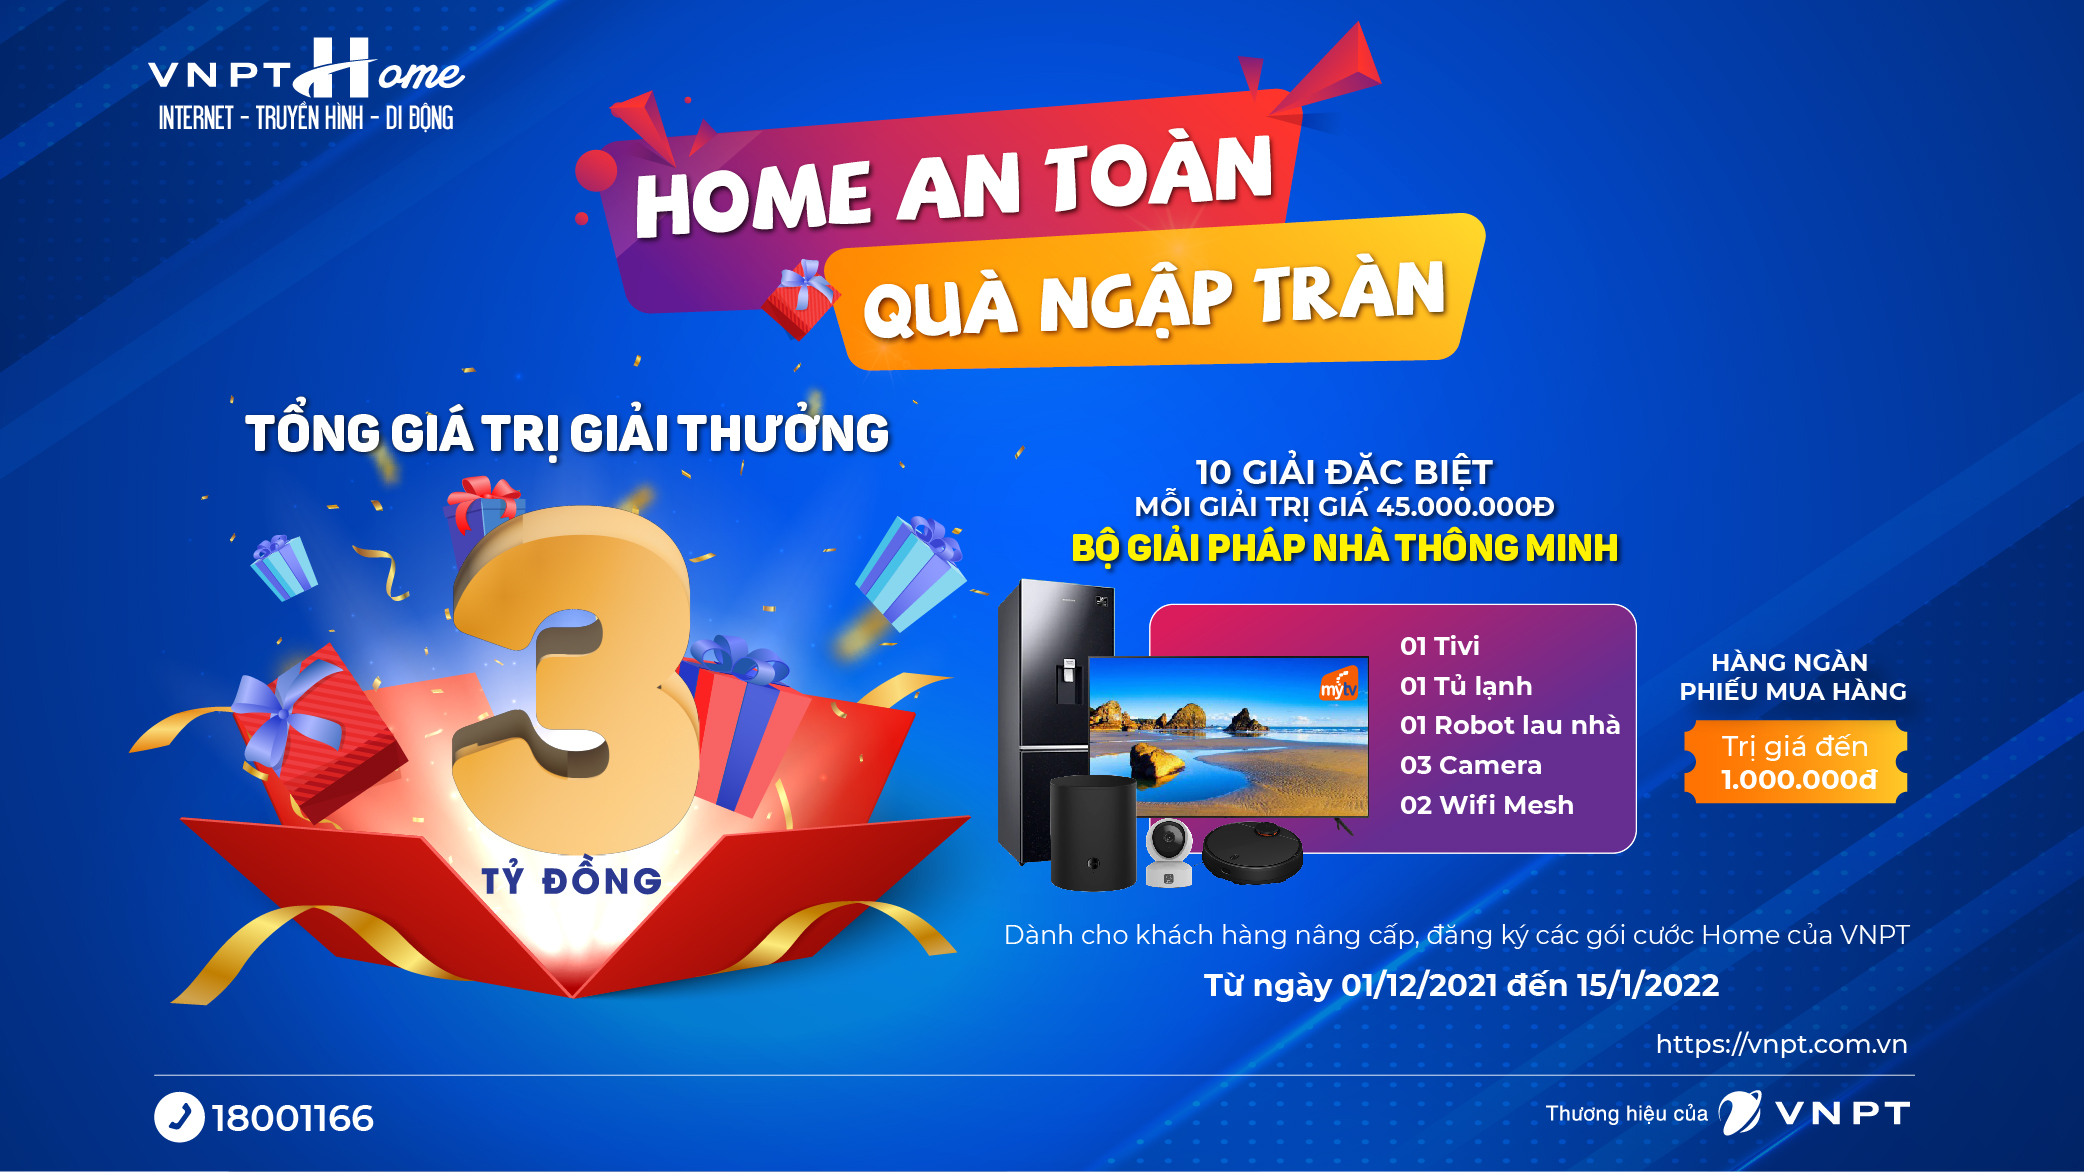 VNPT Home
INTERNET - TRUYỀN HÌNH - DI ĐỘNG
HOME AN TOÀN
QUÀ NGẬP TRÀN
TỔNG GIÁ TRỊ GIẢI THƯỞNG
3
TỶ ĐỒNG
10 GIẢI ĐẶC BIỆT
MỖI GIẢI TRỊ GIÁ 45.000.000Đ
BỘ GIẢI PHÁP NHÀ THÔNG MINH
mytv
01 Tivi
01 Tủ lạnh
01 Robot lau nhà
03 Camera
02 Wifi Mesh
HÀNG NGÀN
PHIẾU MUA HÀNG
Trị giá đến
1.000.000đ
Dành cho khách hàng nâng cấp, đăng ký các gói cước Home của VNPT
Từ ngày 01/12/2021 đến 15/1/2022
https://vnpt.com.vn
18001166
Thương hiệu của VNPT